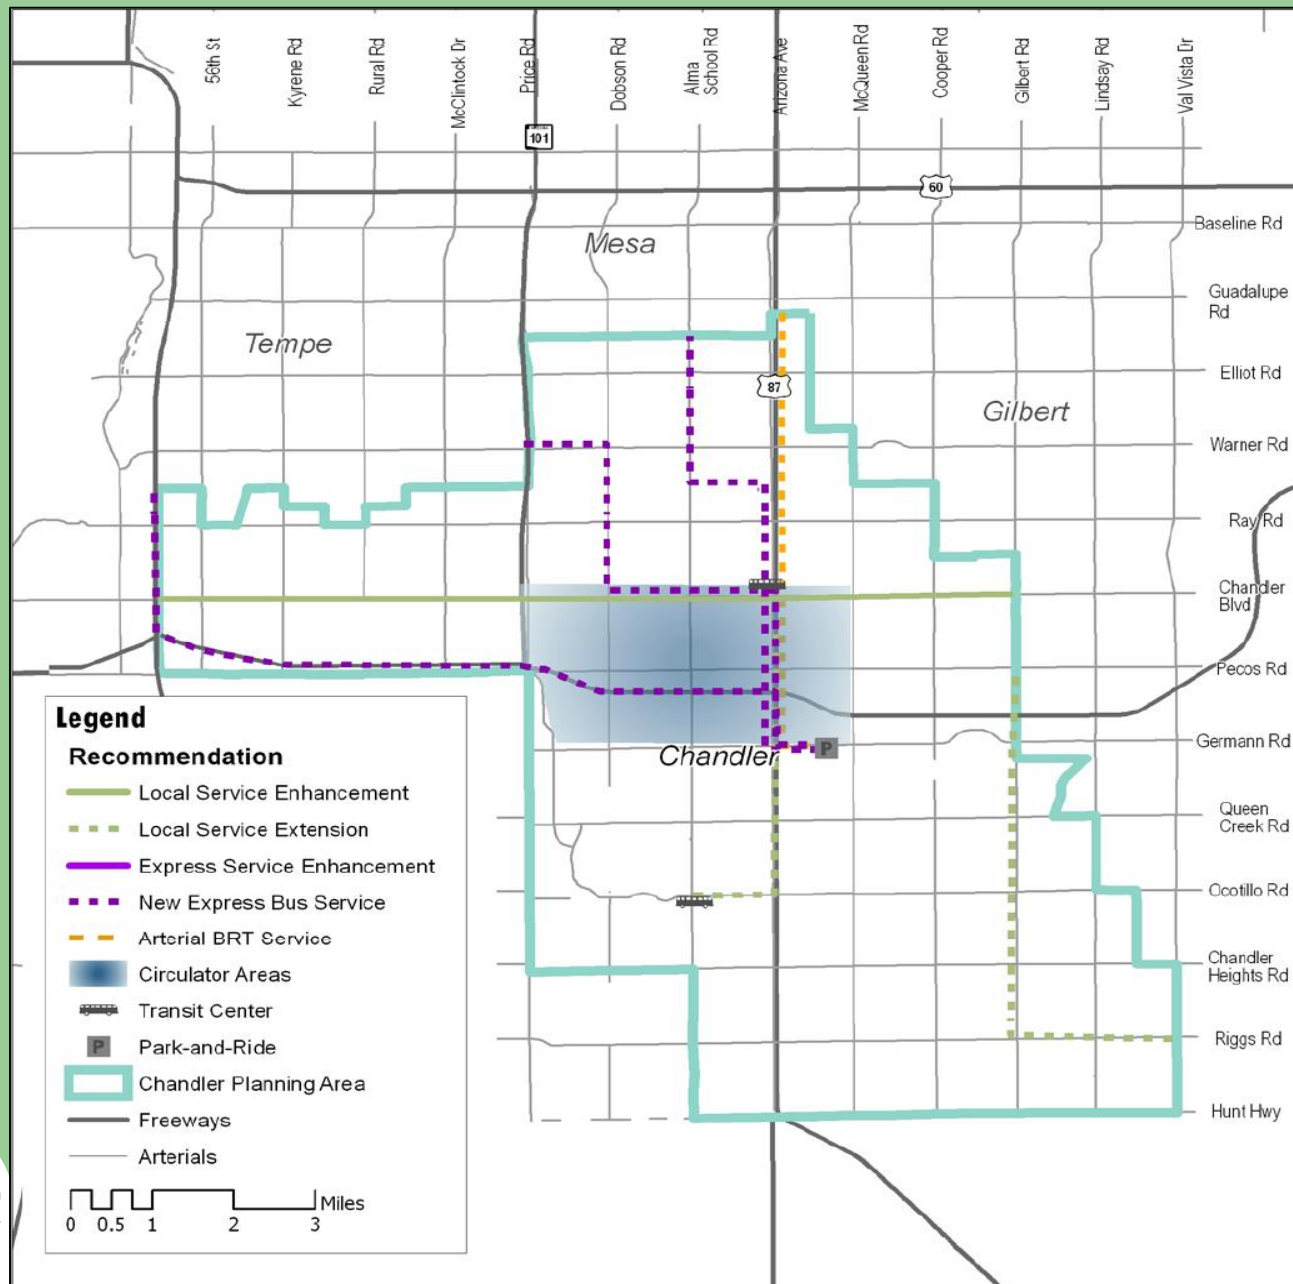 56th St
Kyrene Rd
Rural Rd
McClintock Dr
Price Rd
Dobson Rd
Alma
School Rd
Arizona Ave
McQueen Rd
Cooper Rd
Gilbert Rd
Lindsay Rd
Val Vista Dr
101
60
Baseline Rd
Mesa
Guadalupe
Rd
Tempe
Elliot Rd
87
Gilbert
Warner Rd
Ray Rd
Chandler
Blvd
Pecos Rd
Germann Rd
P
Chandler
Queen
Creek Rd
Ocotillo Rd
Chandler
Heights Rd
Riggs Rd
Hunt Hwy
Legend
Recommendation
Local Service Enhancement
Local Service Extension
Express Service Enhancement
New Express Bus Service
Arterial BRT Service
Circulator Areas
Transit Center
P Park-and-Ride
Chandler Planning Area
Freeways
Arterials
Miles
0 0.5 1 2 3